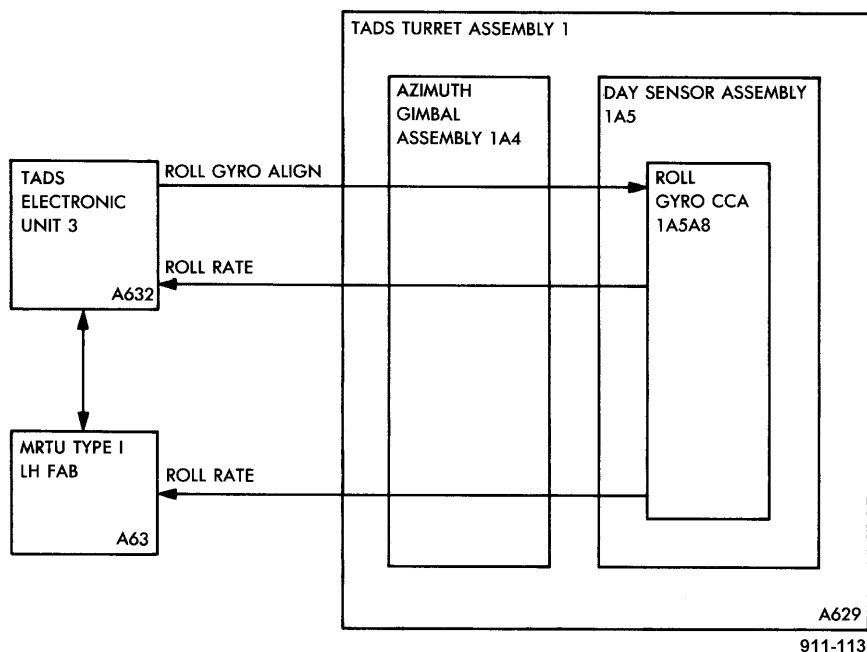 TADS TURRET ASSEMBLY 1
AZIMUTH
GIMBAL
ASSEMBLY 1A4
DAY SENSOR ASSEMBLY
1A5
TADS
ELECTRONIC
UNIT 3
A632
ROLL GYRO ALIGN
ROLL
GYRO CCA
1A5A8
ROLL RATE
MRTU TYPE I
LH FAB
A63
ROLL RATE
A629
911-113